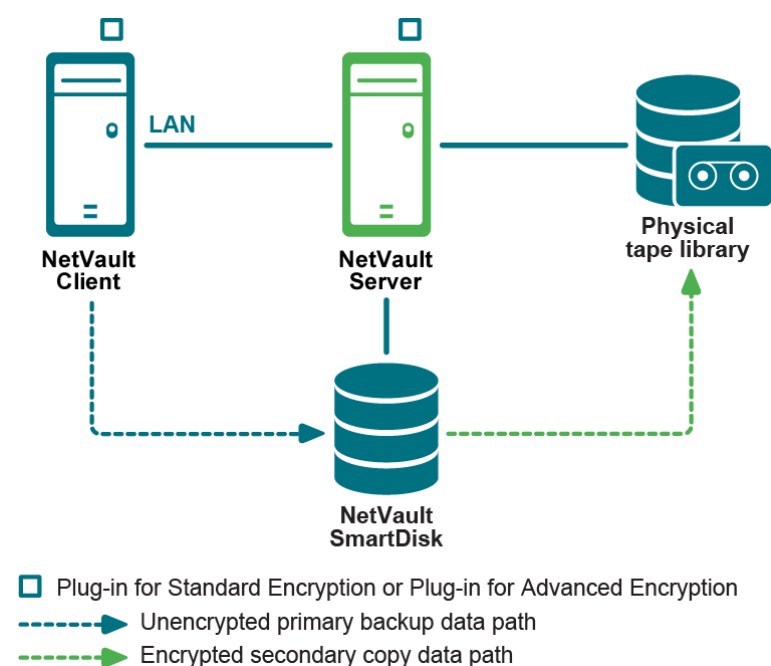 LAN
NetVault
Client
NetVault
Server
Physical
tape library
NetVault
SmartDisk
Plug-in for Standard Encryption or Plug-in for Advanced Encryption
Unencrypted primary backup data path
Encrypted secondary copy data path